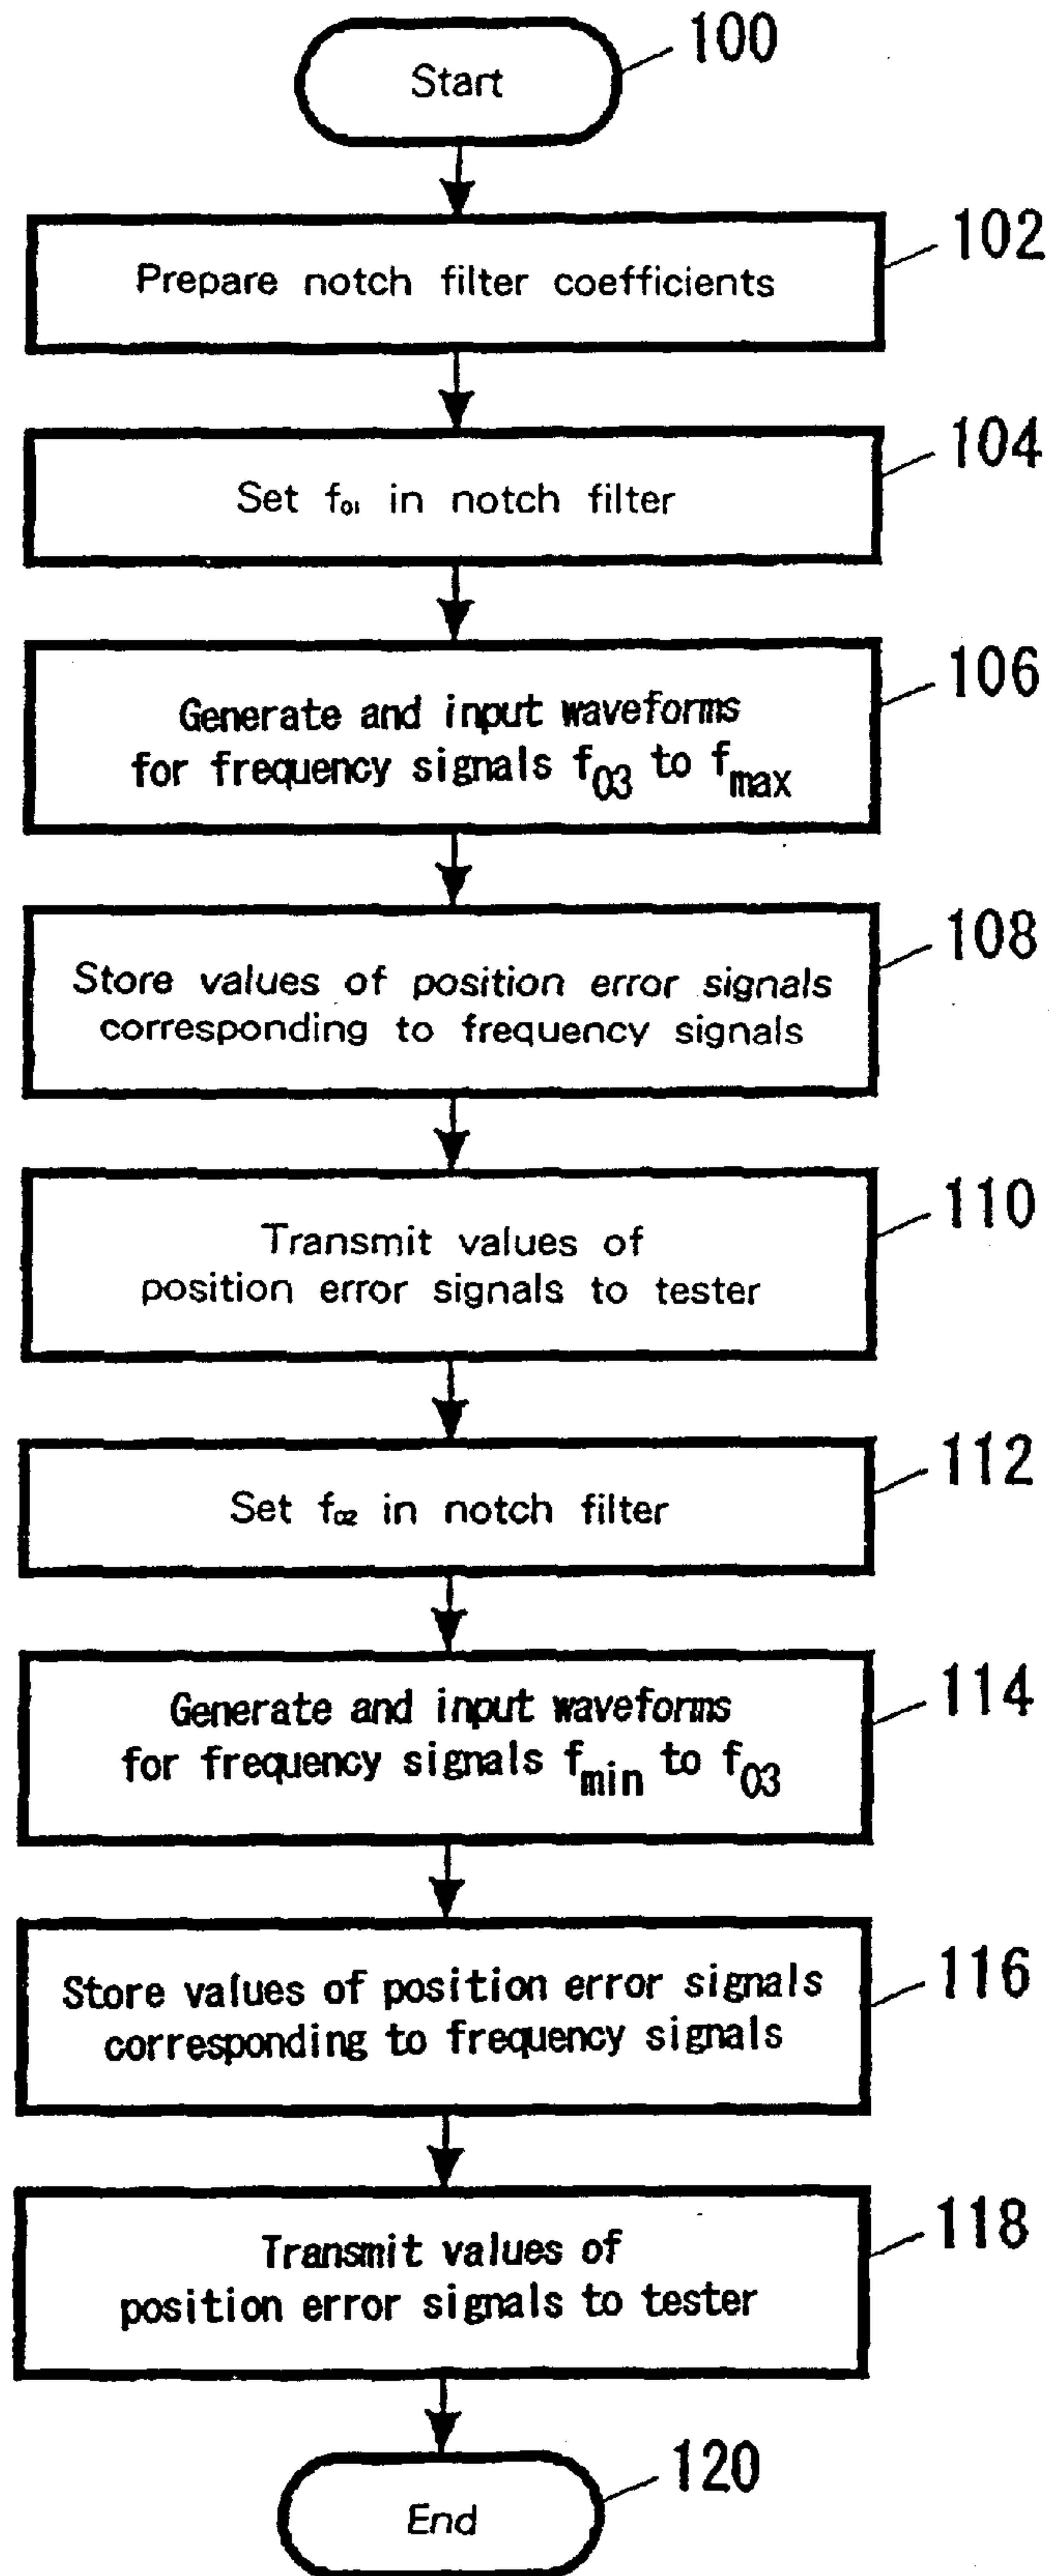 Start
100
Prepare notch filter coefficients
102
Set f₀₁ in notch filter
104
Generate and input waveforms
for frequency signals f₀₃ to fmax
106
Store values of position error signals
corresponding to frequency signals
108
Transmit values of
position error signals to tester
110
Set f₀₂ in notch filter
112
Generate and input waveforms
for frequency signals fmin to f₀₃
114
Store values of position error signals
corresponding to frequency signals
116
Transmit values of
position error signals to tester
118
End
120